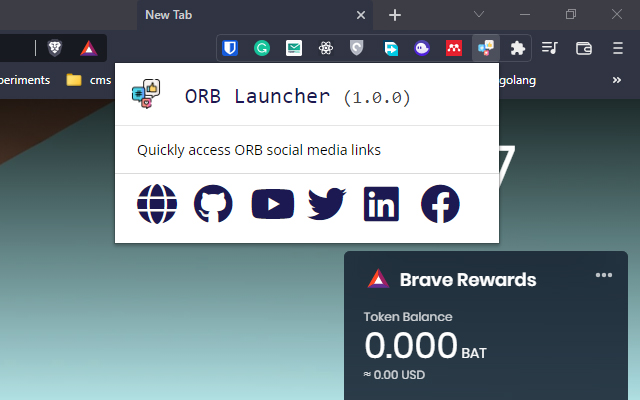 New Tab
periments
cms
golang
ORB Launcher (1.0.0)
Quickly access ORB social media links
7
Brave Rewards
Token Balance
0.000 BAT
≈ 0.00 USD